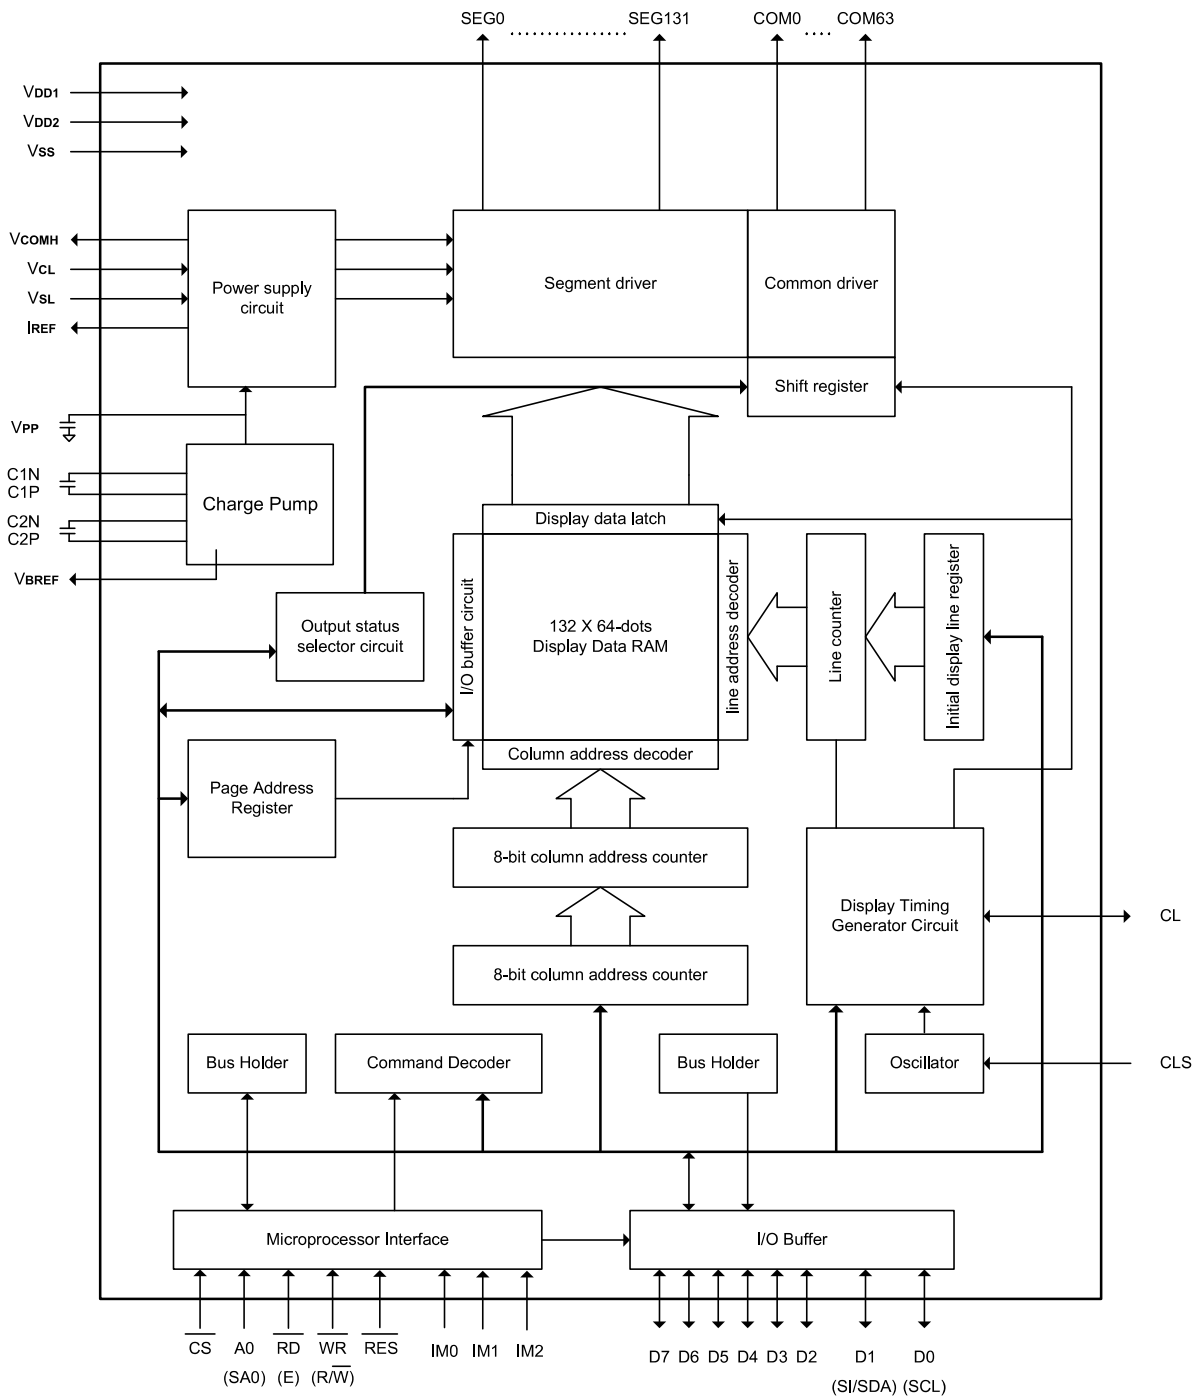 SEG0 ................... SEG131 COM0 .... COM63
VDD1
VDD2
VSS
VCOMH
VCL
VSL
IREF
Power supply
circuit
Segment driver
Common driver
Shift register
VPP
C1N
C1P
C2N
C2P
VBREF
Charge Pump
Display data latch
Output status
selector circuit
I/O buffer circuit
132 X 64-dots
Display Data RAM
line address decoder
Line counter
Initial display line register
Column address decoder
Page Address
Register
8-bit column address counter
8-bit column address counter
Display Timing
Generator Circuit
CL
Bus Holder
Command Decoder
Bus Holder
Oscillator
CLS
Microprocessor Interface
I/O Buffer
C̅S̅ A0 R̅D̅ W̅R̅ R̅E̅S̅ IM0 IM1 IM2 D7 D6 D5 D4 D3 D2 D1 D0
(SA0) (E) (R/W̅) (SI/SDA) (SCL)